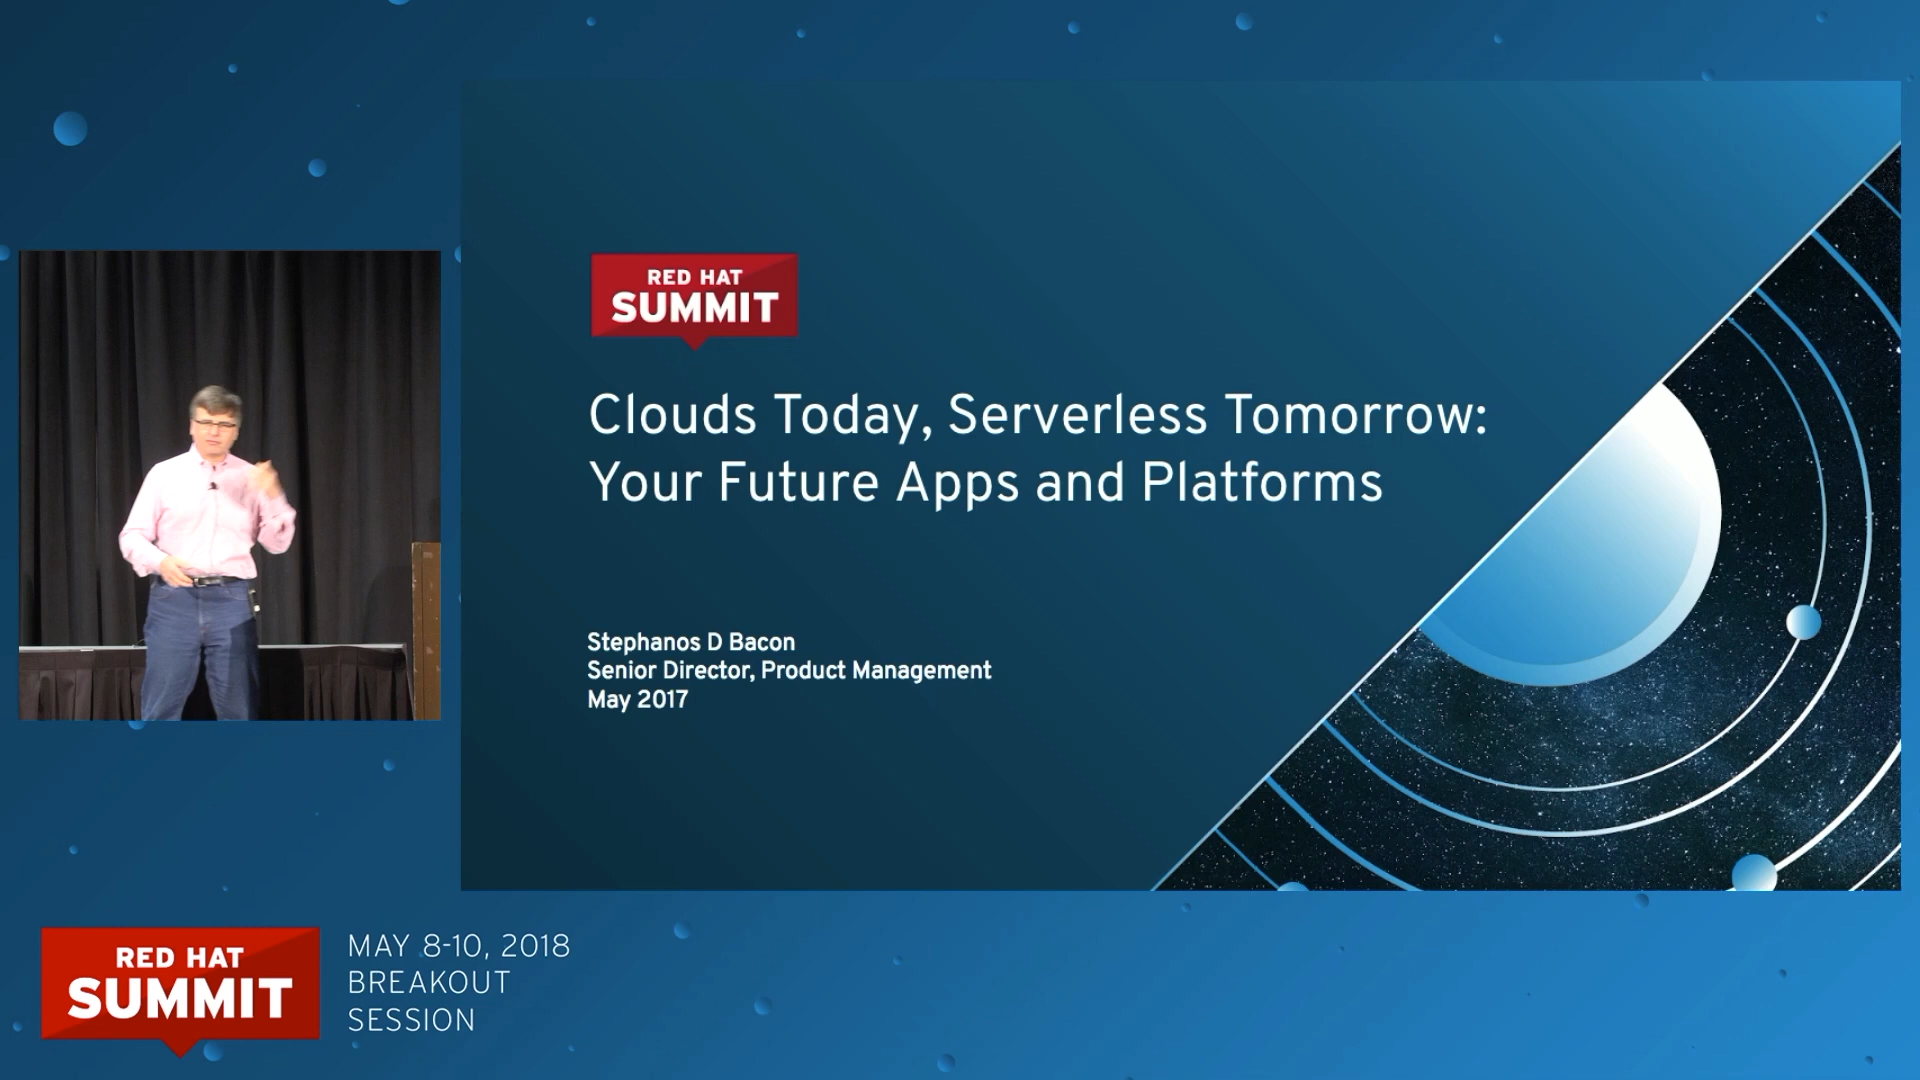 RED HAT
SUMMIT
Clouds Today, Serverless Tomorrow:
Your Future Apps and Platforms
Stephanos D Bacon
Senior Director, Product Management
May 2017
RED HAT
SUMMIT
MAY 8-10, 2018
BREAKOUT
SESSION